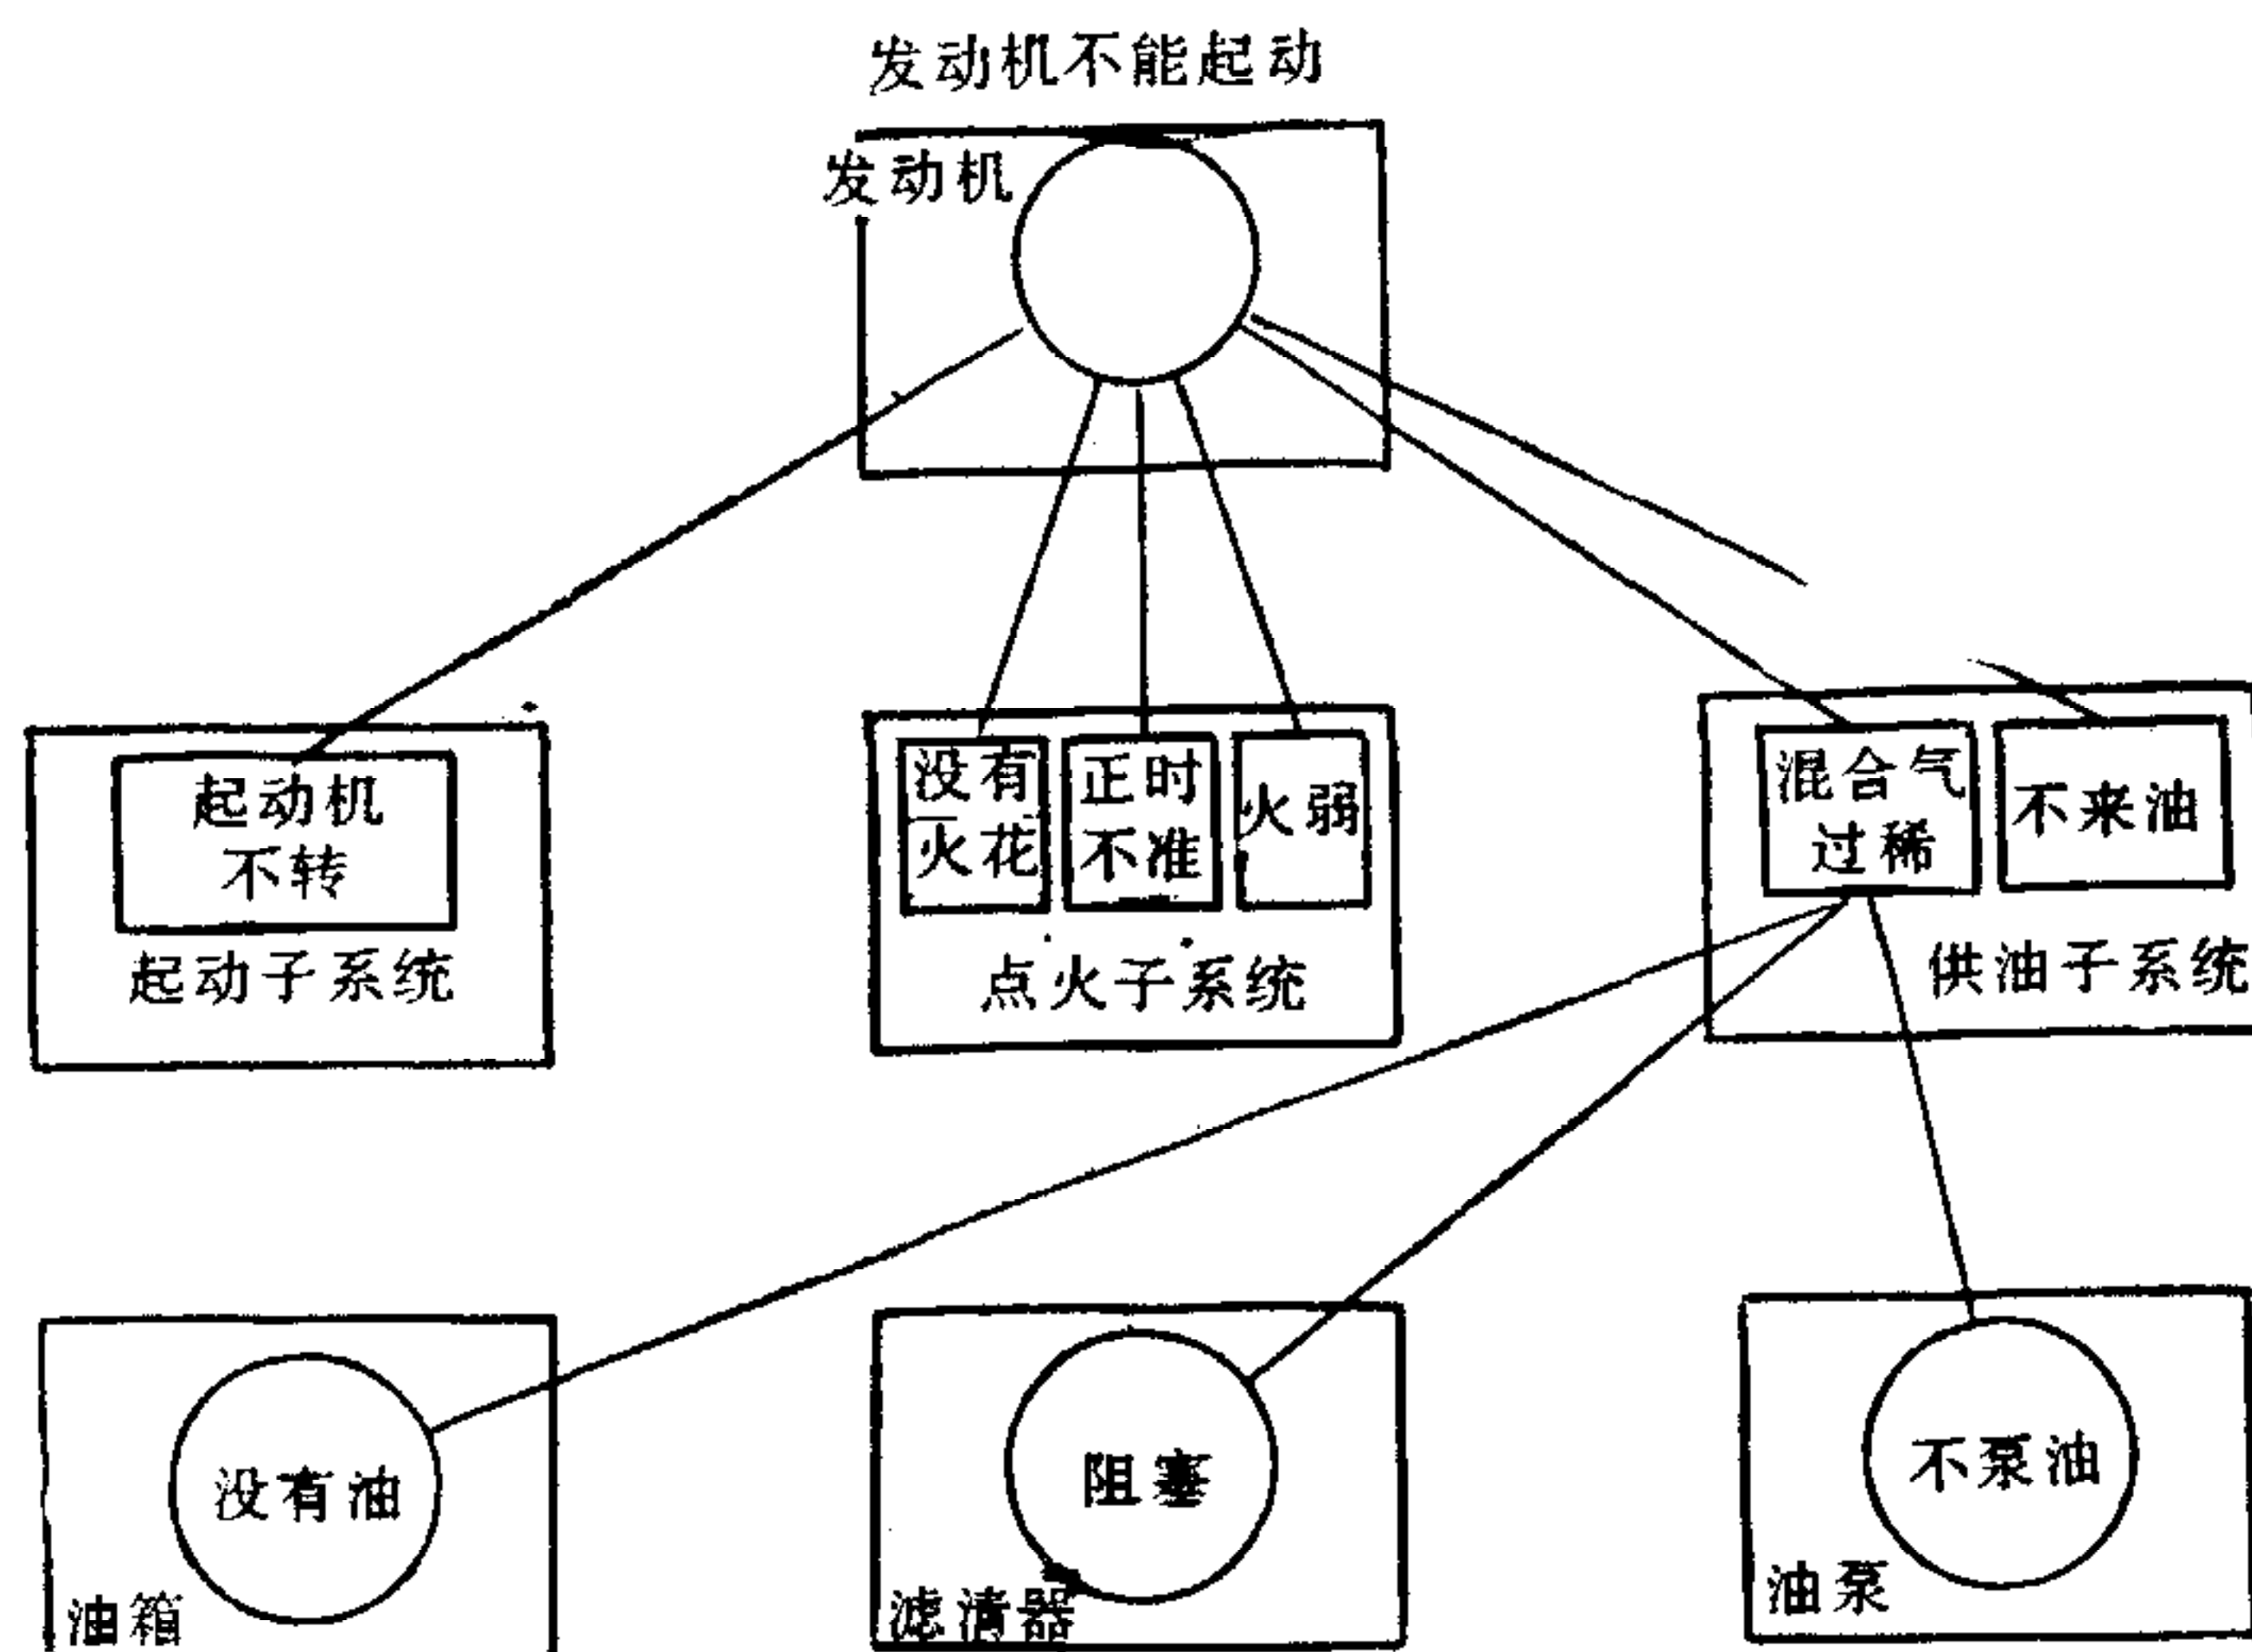 发动机不能起动
发动机
起动机
不转
起动子系统
没有
火花
正时
不准
火弱
点火子系统
混合气
过稀
不来油
供油子系统
没有油
油箱
阻塞
滤清器
不泵油
油泵